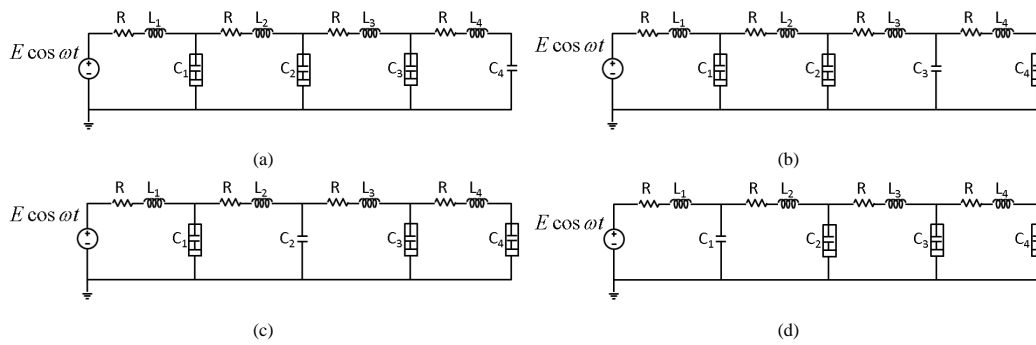 R L₁ R L₂ R L₃ R L₄
E cos ωt
C₁ C₂ C₃ C₄
(a)
R L₁ R L₂ R L₃ R L₄
E cos ωt
C₁ C₂ C₃ C₄
(b)
R L₁ R L₂ R L₃ R L₄
E cos ωt
C₁ C₂ C₃ C₄
(c)
R L₁ R L₂ R L₃ R L₄
E cos ωt
C₁ C₂ C₃ C₄
(d)